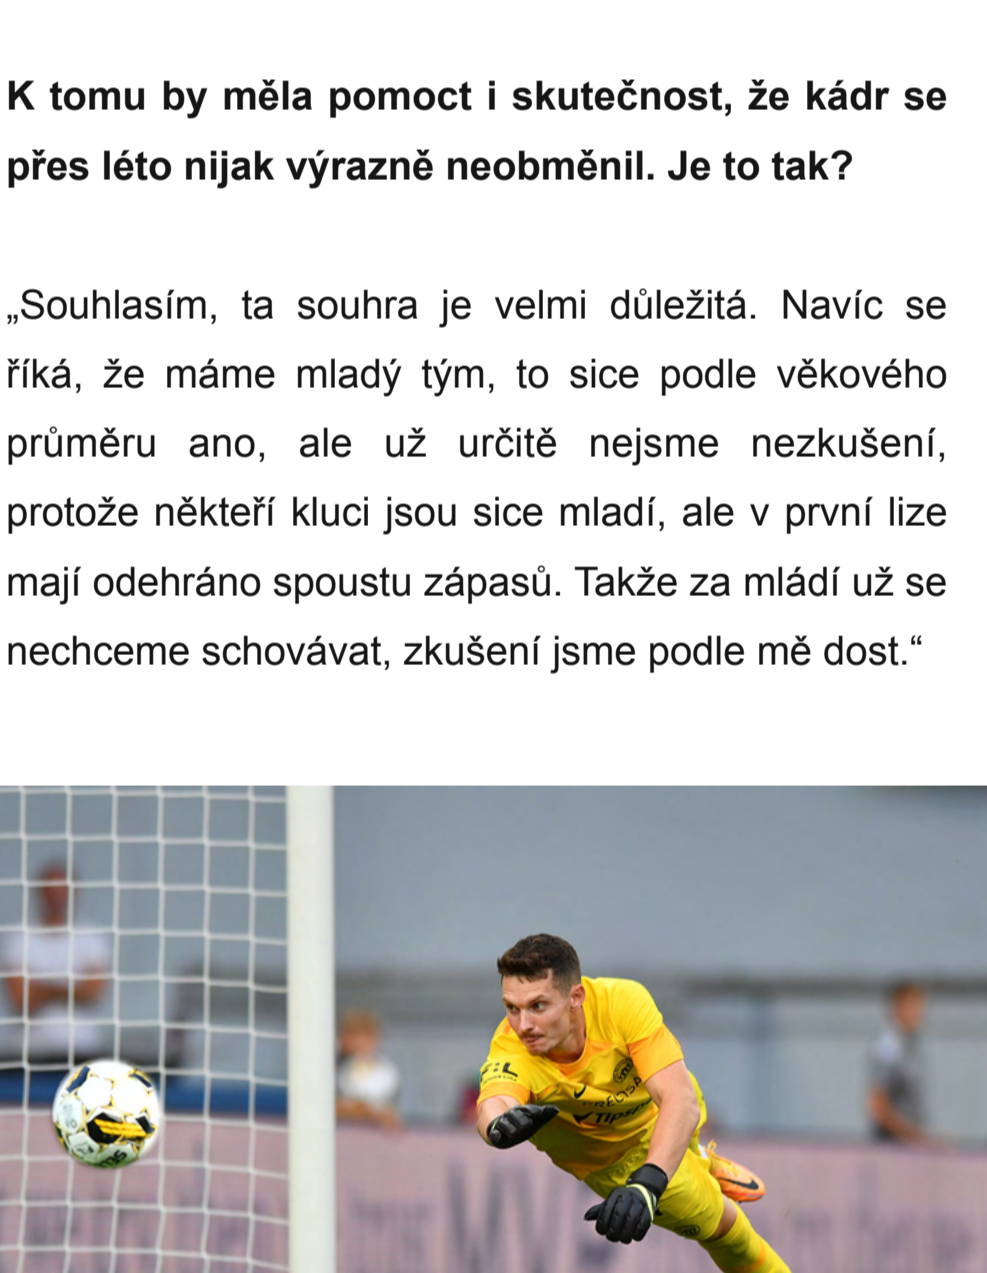 K tomu by měla pomoct i skutečnost, že kádr se
přes léto nijak výrazně neobměnil. Je to tak?
„Souhlasím, ta souhra je velmi důležitá. Navíc se
říká, že máme mladý tým, to sice podle věkového
průměru ano, ale už určitě nejsme nezkušení,
protože někteří kluci jsou sice mladí, ale v první lize
mají odehráno spoustu zápasů. Takže za mládí už se
nechceme schovávat, zkušení jsme podle mě dost.“